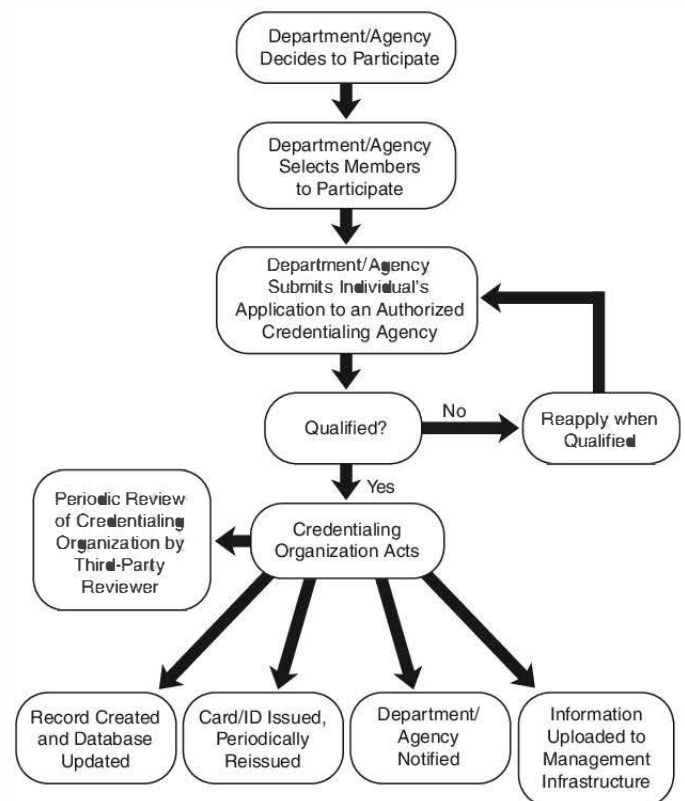 Department/Agency
Decides to Participate
Department/Agency
Selects Members
to Participate
Department/Agency
Submits Individual's
Application to an Authorized
Credentialing Agency
Qualified?
No
Reapply when
Qualified
Yes
Periodic Review
of Credentialing
Organization by
Third-Party
Reviewer
Credentialing
Organization Acts
Record Created
and Database
Updated
Card/ID Issued,
Periodically
Reissued
Department/
Agency
Notified
Information
Uploaded to
Management
Infrastructure